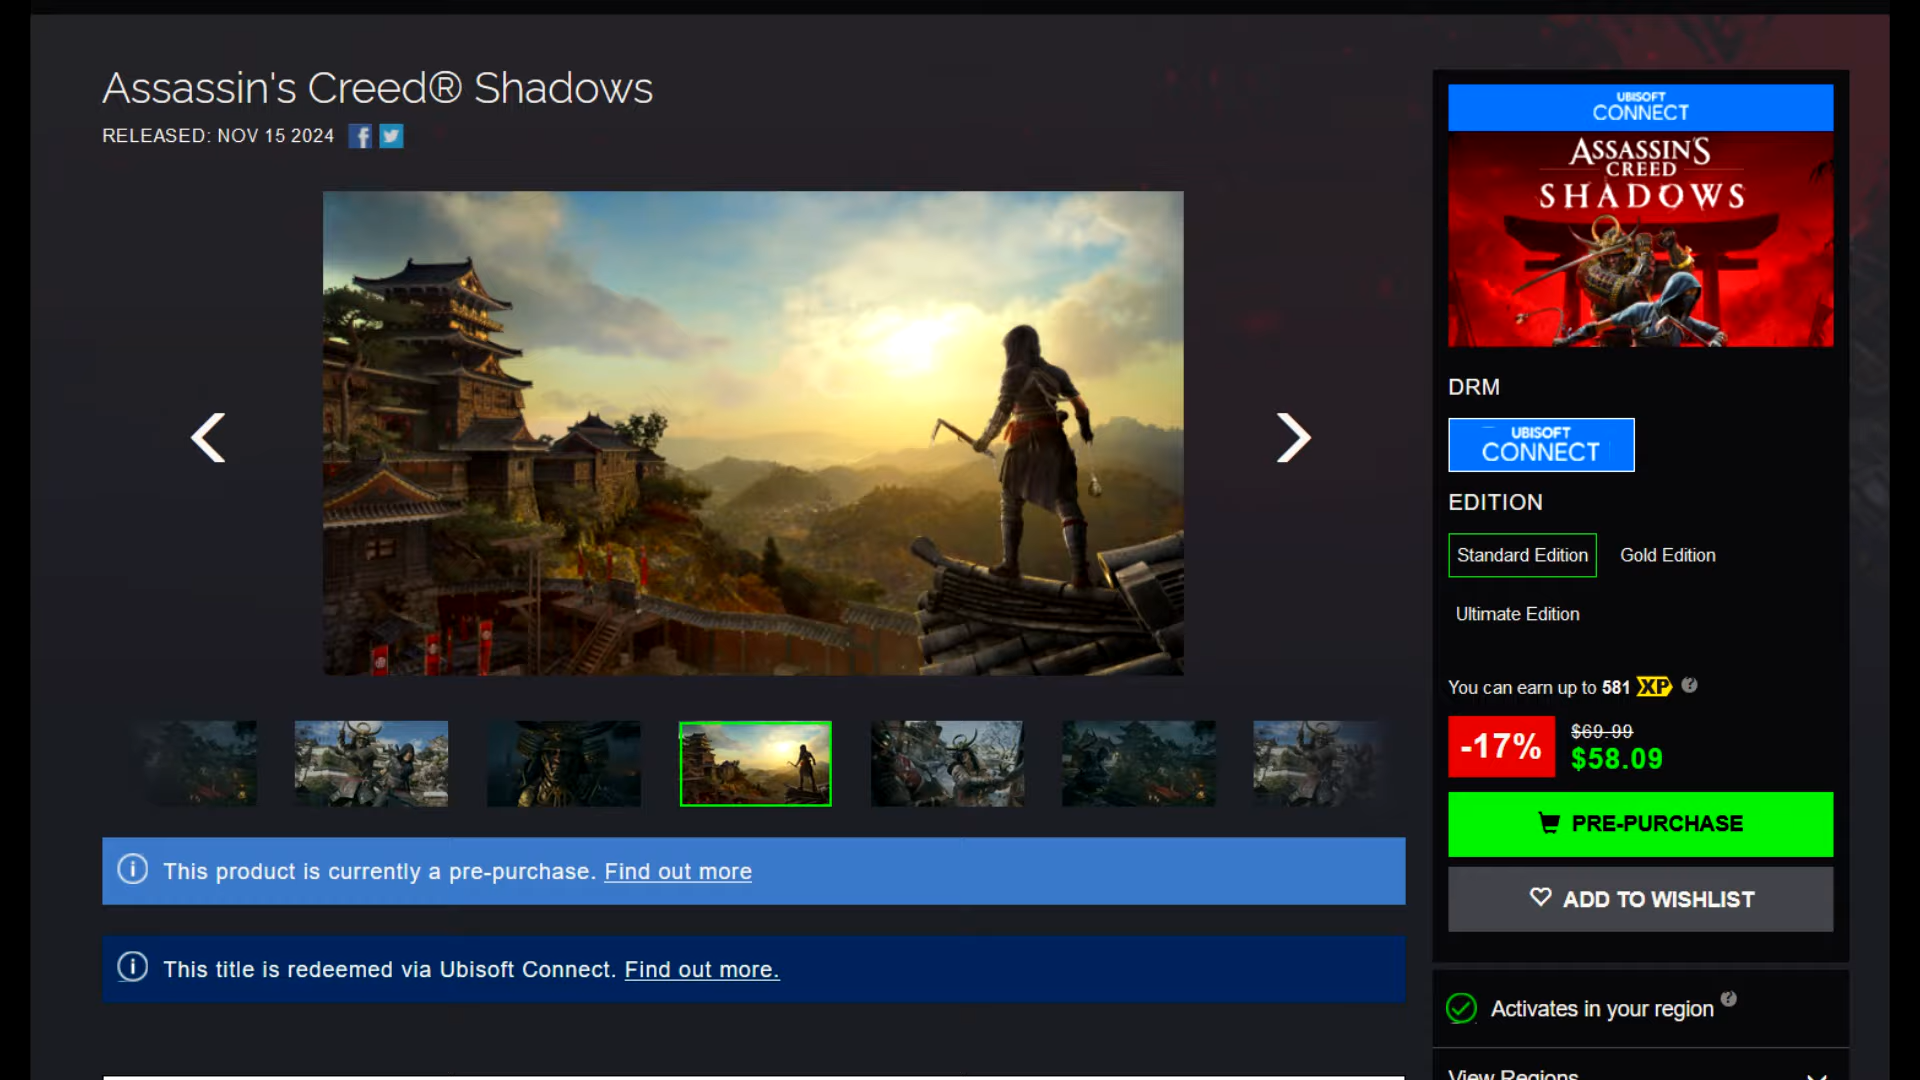 Assassin's Creed® Shadows
RELEASED: NOV 15 2024
This product is currently a pre-purchase. Find out more
This title is redeemed via Ubisoft Connect. Find out more.
UBISOFT
CONNECT
ASSASSIN'S
CREED
SHADOWS
DRM
UBISOFT
CONNECT
EDITION
Standard Edition Gold Edition
Ultimate Edition
You can earn up to 581 XP ?
-17% $69.99
$58.09
PRE-PURCHASE
ADD TO WISHLIST
Activates in your region ?
View Regions